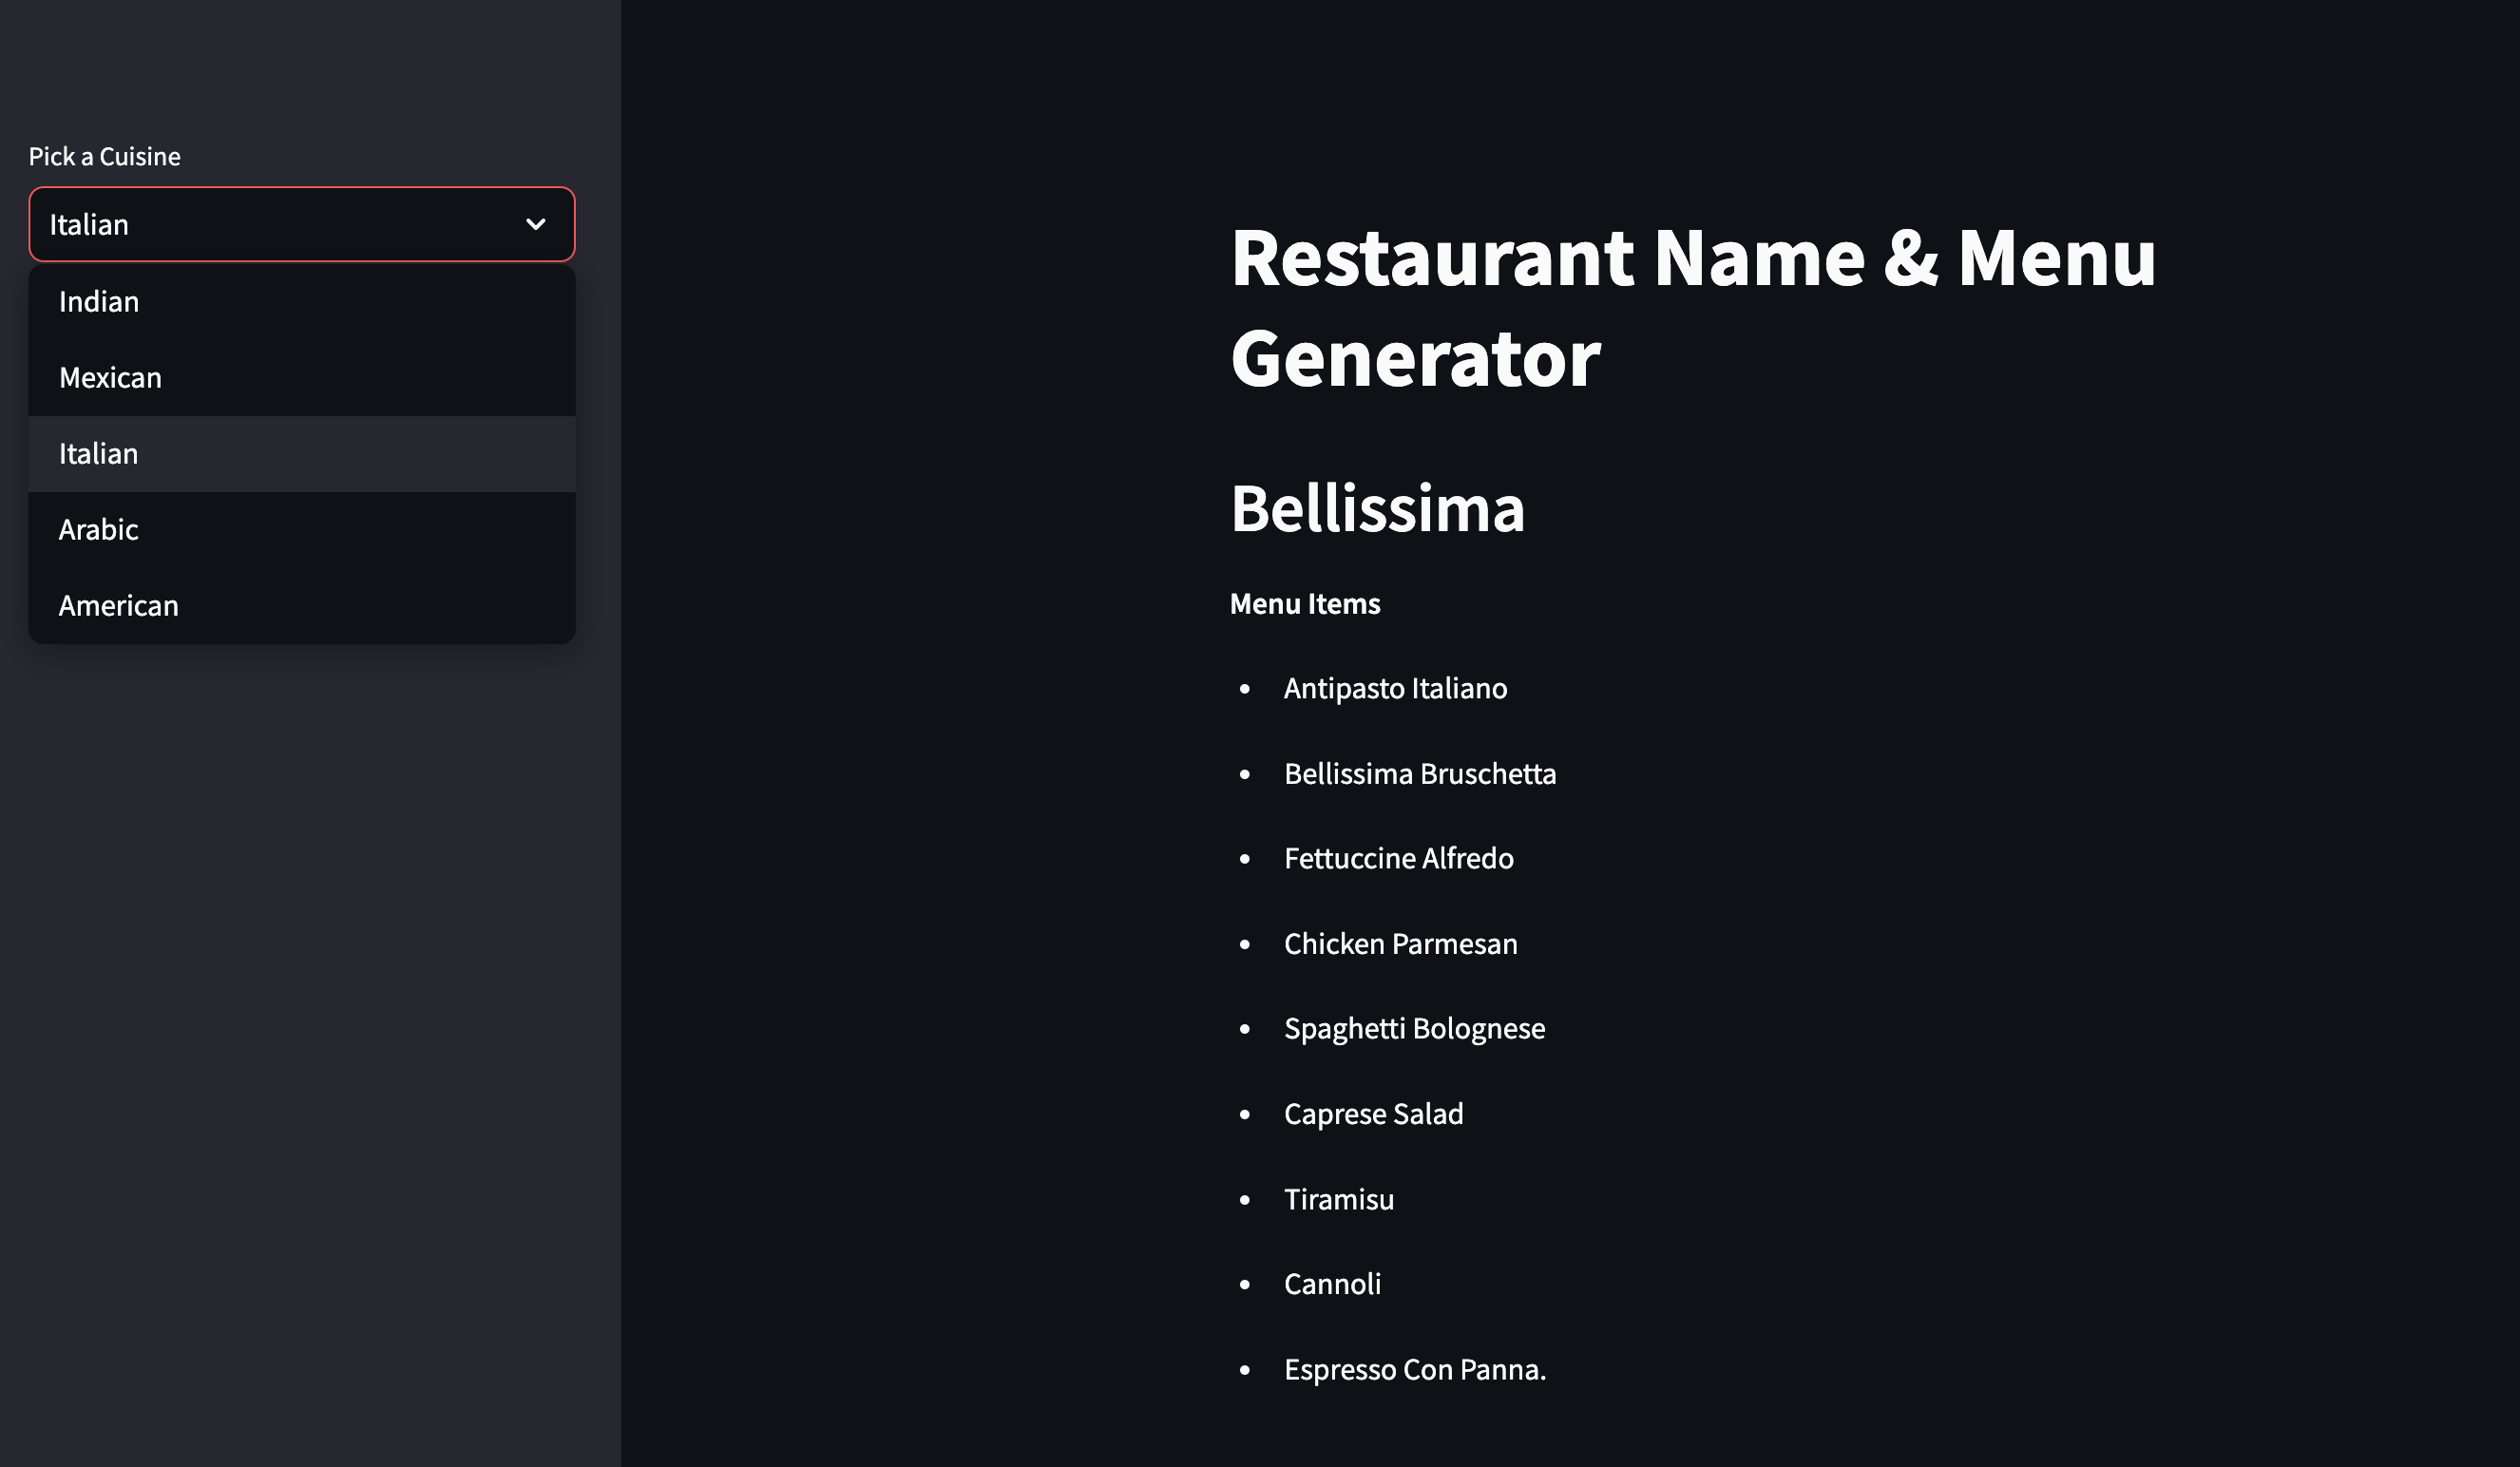 Pick a Cuisine
Italian
Indian
Mexican
Italian
Arabic
American
Restaurant Name & Menu
Generator
Bellissima
Menu Items
Antipasto Italiano
Bellissima Bruschetta
Fettuccine Alfredo
Chicken Parmesan
Spaghetti Bolognese
Caprese Salad
Tiramisu
Cannoli
Espresso Con Panna.